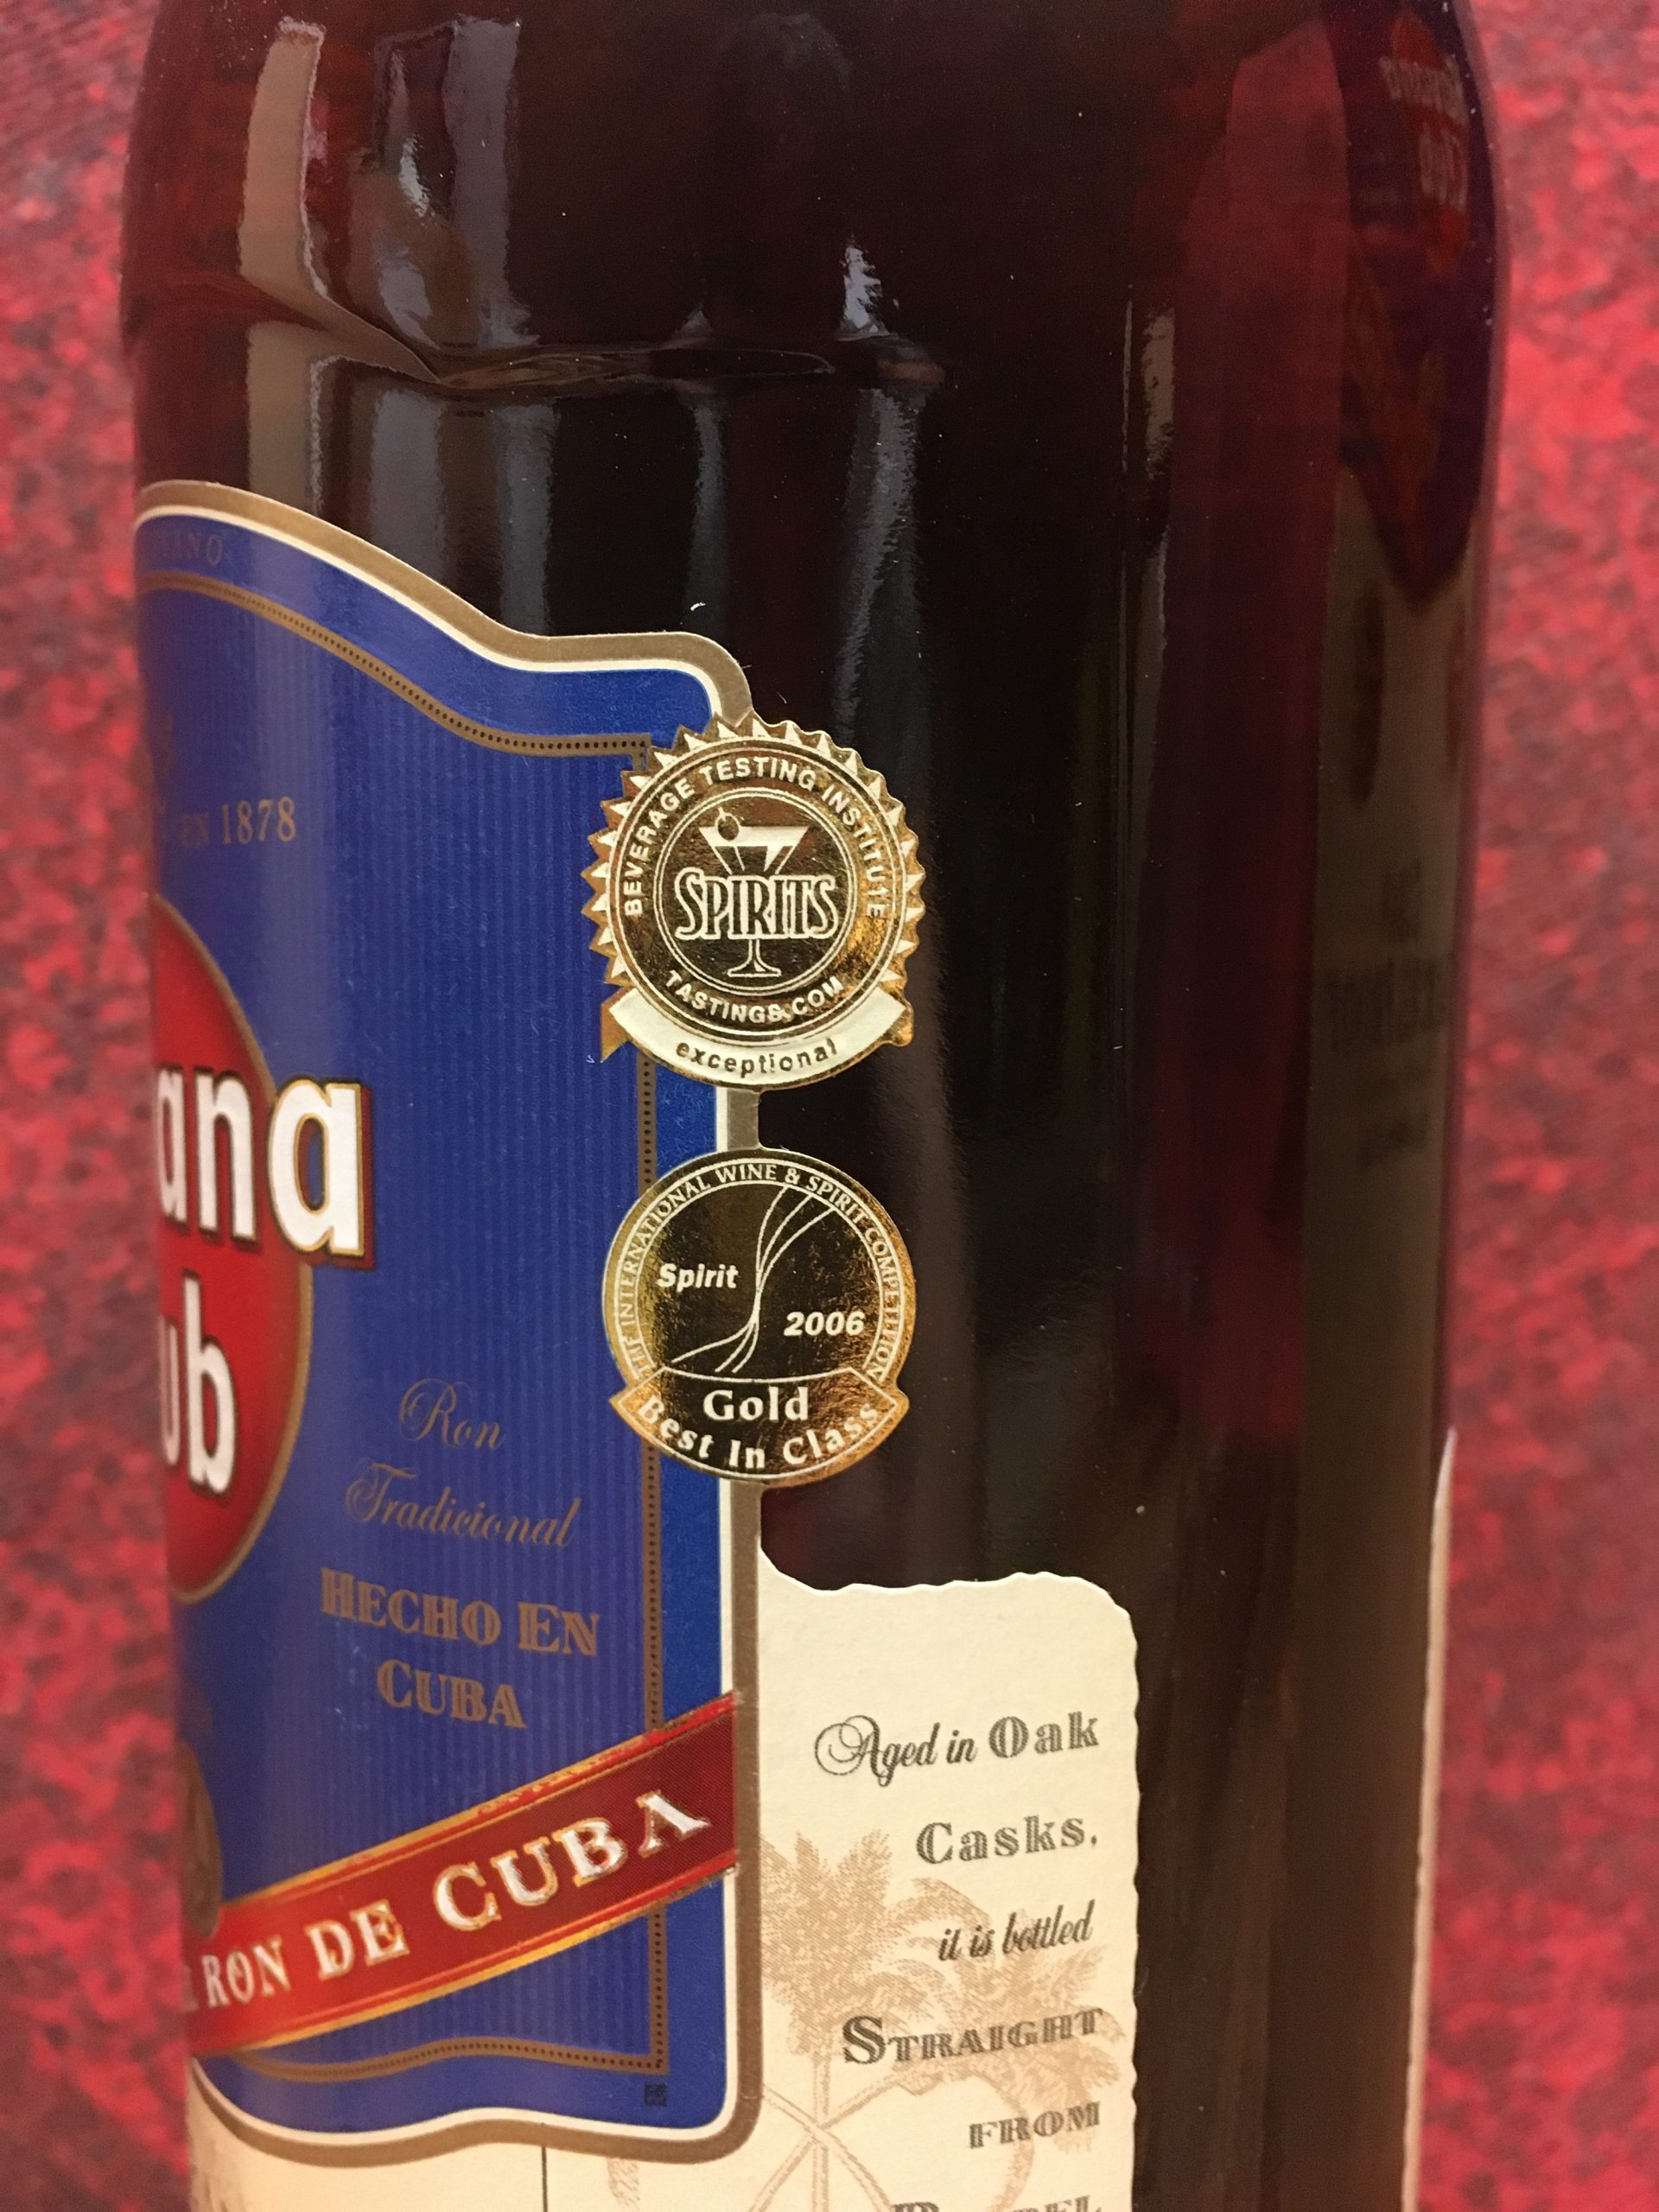 EN 1878
ana
ub
Ron
Tradicional
HECHO EN
CUBA
RON DE CUBA
BEVERAGE TESTING INSTITUTE
SPIRITS
TASTINGS.COM
exceptional
THE INTERNATIONAL WINE & SPIRIT COMPETITION
Spirit
2006
Gold
Best In Class
Aged in Oak
Casks,
it is bottled
STRAIGHT
FROM